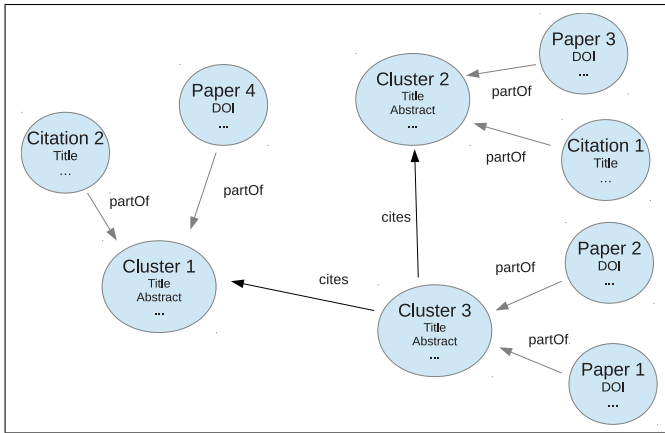 Paper 3
DOI
...
Cluster 2
Title
Abstract
...
partOf
Paper 4
DOI
...
Citation 2
Title
...
Citation 1
Title
...
partOf
partOf
partOf
cites
Paper 2
DOI
...
partOf
Cluster 1
Title
Abstract
...
cites
Cluster 3
Title
Abstract
...
partOf
Paper 1
DOI
...